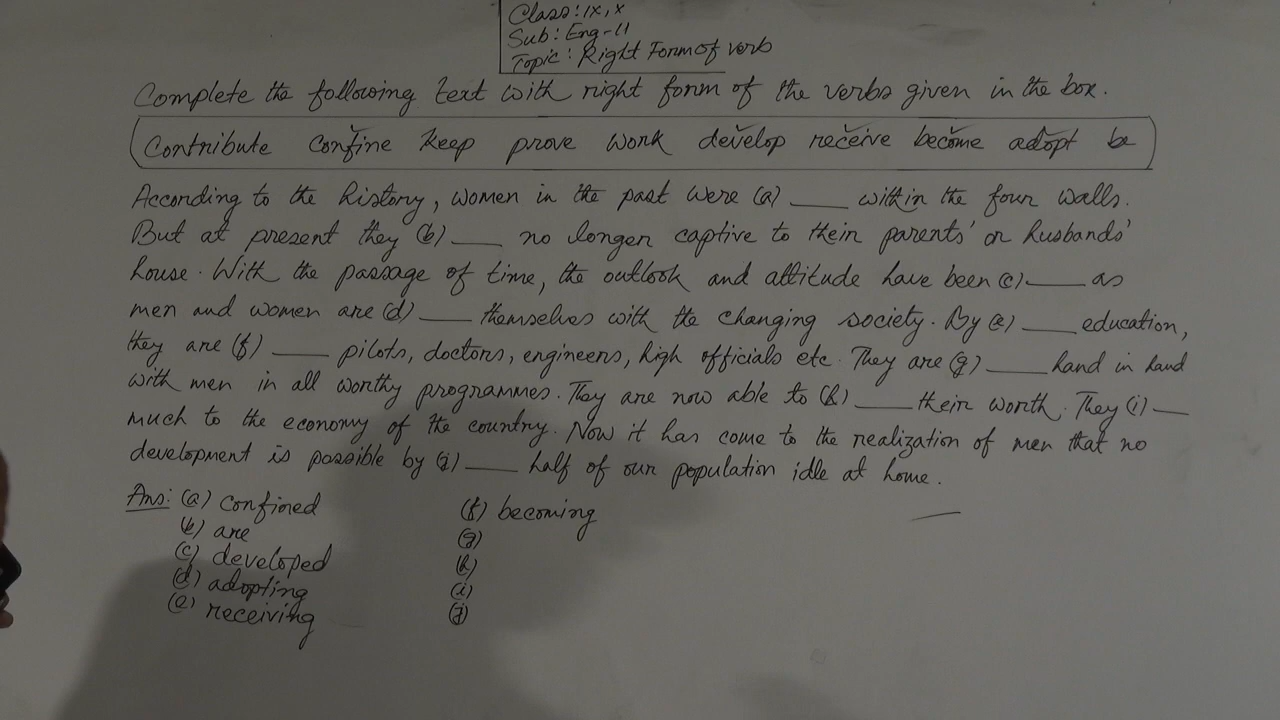 Class: IX, X
Sub: Eng-II
Topic: Right Form of verb
Complete the following text with right form of the verbs given in the box.
Contribute confine keep prove work develop receive become adopt be
According to the history, women in the past were (a) ____ within the four walls.
But at present they (b) ____ no longer captive to their parents' or husbands'
house. With the passage of time, the outlook and attitude have been (c) ____ as
men and women are (d) ____ themselves with the changing society. By (e) ____ education,
they are (f) ____ pilots, doctors, engineers, high officials etc. They are (g) ____ hand in hand
with men in all worthy programmes. They are now able to (h) ____ their worth. They (i) ____
much to the economy of the country. Now it has come to the realization of men that no
development is possible by (j) ____ half of our population idle at home.
Ans: (a) confined
(b) are
(c) developed
(d) adopting
(e) receiving
(f) becoming
(g)
(h)
(i)
(j)